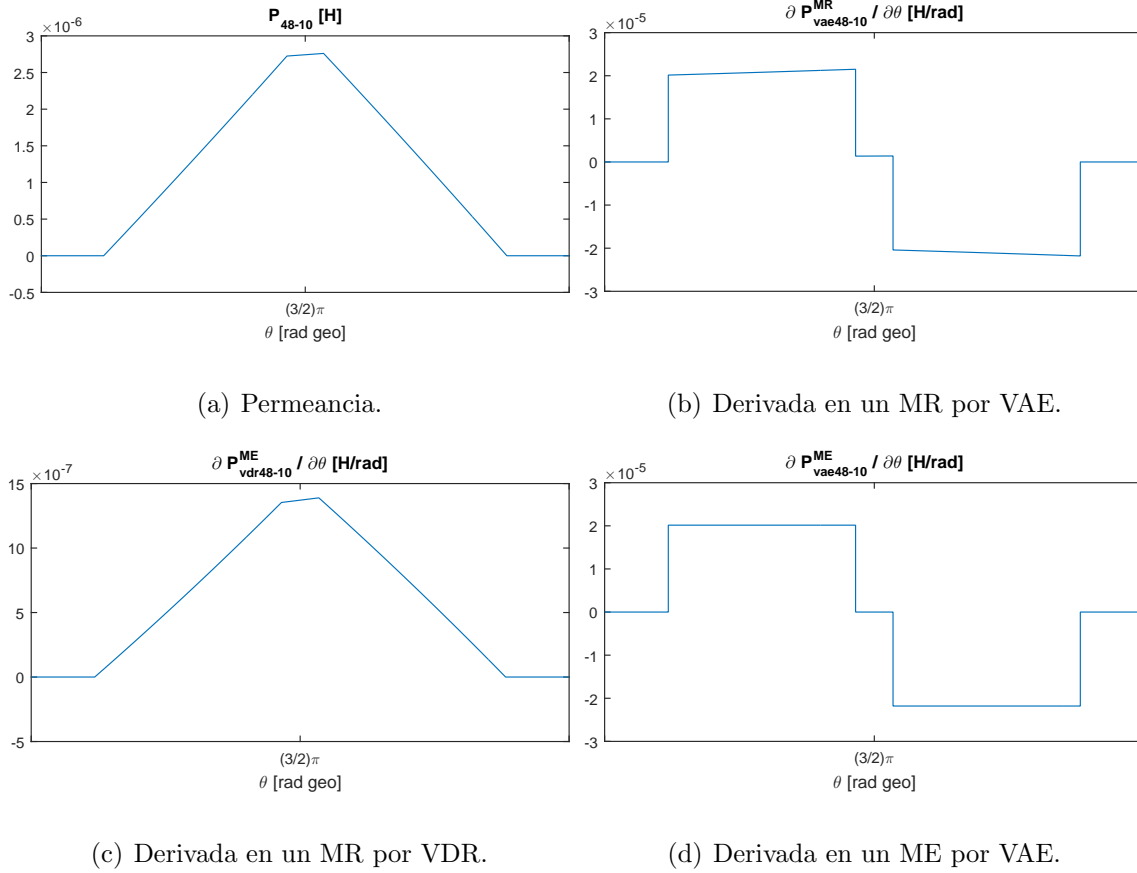 P48-10 [H]
×10^-6
3
2.5
2
1.5
1
0.5
0
-0.5
(3/2)π
θ [rad geo]
(a) Permeancia.
∂ P^MR_vae48-10 / ∂θ [H/rad]
×10^-5
3
2
1
0
-1
-2
-3
(3/2)π
θ [rad geo]
(b) Derivada en un MR por VAE.
∂ P^ME_vdr48-10 / ∂θ [H/rad]
×10^-7
15
10
5
0
-5
(3/2)π
θ [rad geo]
(c) Derivada en un MR por VDR.
∂ P^ME_vae48-10 / ∂θ [H/rad]
×10^-5
3
2
1
0
-1
-2
-3
(3/2)π
θ [rad geo]
(d) Derivada en un ME por VAE.